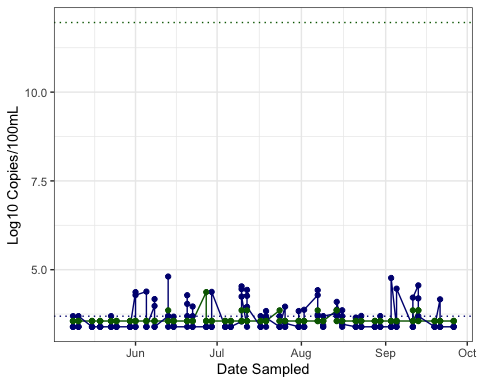 10.0
7.5
5.0
Log10 Copies/100mL
Jun Jul Aug Sep Oct
Date Sampled